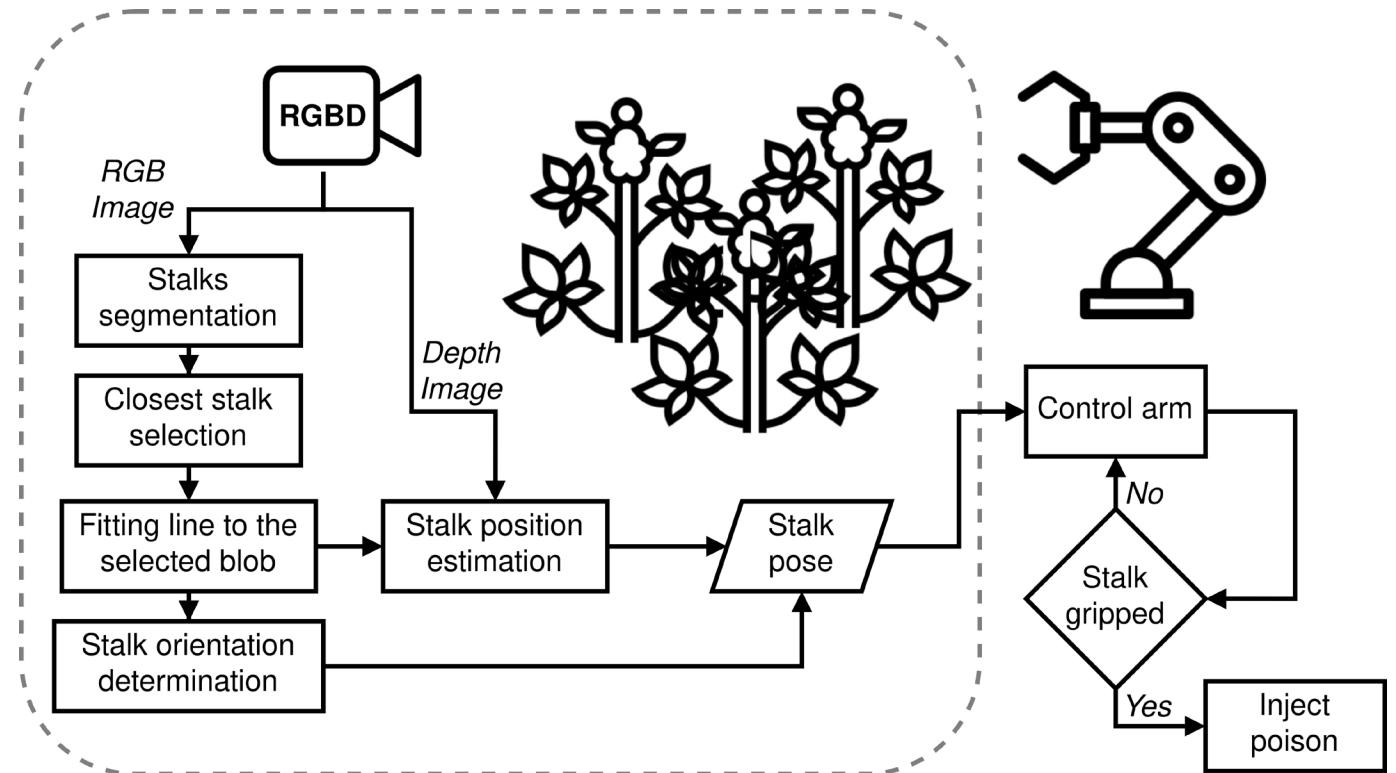 RGBD
RGB
Image
Stalks
segmentation
Closest stalk
selection
Depth
Image
Fitting line to the
selected blob
Stalk position
estimation
Stalk
pose
Stalk orientation
determination
Control arm
No
Stalk
gripped
Yes
Inject
poison